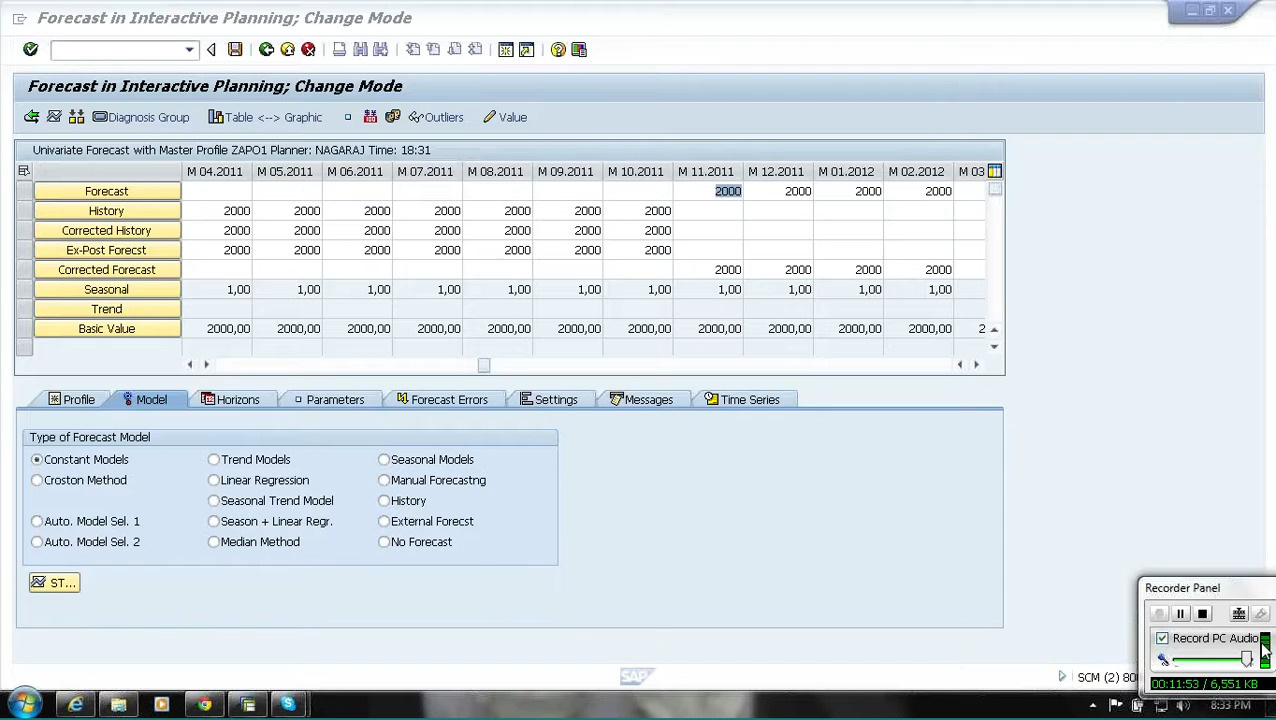 Forecast in Interactive Planning; Change Mode
Forecast in Interactive Planning; Change Mode
Diagnosis Group Table <--> Graphic Outliers Value
Univariate Forecast with Master Profile ZAPO1 Planner: NAGARAJ Time: 18:31
M 04.2011 M 05.2011 M 06.2011 M 07.2011 M 08.2011 M 09.2011 M 10.2011 M 11.2011 M 12.2011 M 01.2012 M 02.2012 M 03
Forecast 2000 2000 2000 2000
History 2000 2000 2000 2000 2000 2000 2000
Corrected History 2000 2000 2000 2000 2000 2000 2000
Ex-Post Forecst 2000 2000 2000 2000 2000 2000 2000
Corrected Forecast 2000 2000 2000 2000
Seasonal 1,00 1,00 1,00 1,00 1,00 1,00 1,00 1,00 1,00 1,00 1,00
Trend
Basic Value 2000,00 2000,00 2000,00 2000,00 2000,00 2000,00 2000,00 2000,00 2000,00 2000,00 2000,00 2
Profile Model Horizons Parameters Forecast Errors Settings Messages Time Series
Type of Forecast Model
Constant Models Trend Models Seasonal Models
Croston Method Linear Regression Manual Forecastng
Seasonal Trend Model History
Auto. Model Sel. 1 Season + Linear Regr. External Forecst
Auto. Model Sel. 2 Median Method No Forecast
ST...
Recorder Panel
Record PC Audio
00:11:53 / 6,551 KB
SAP
SCM (2) 80
8:33 PM